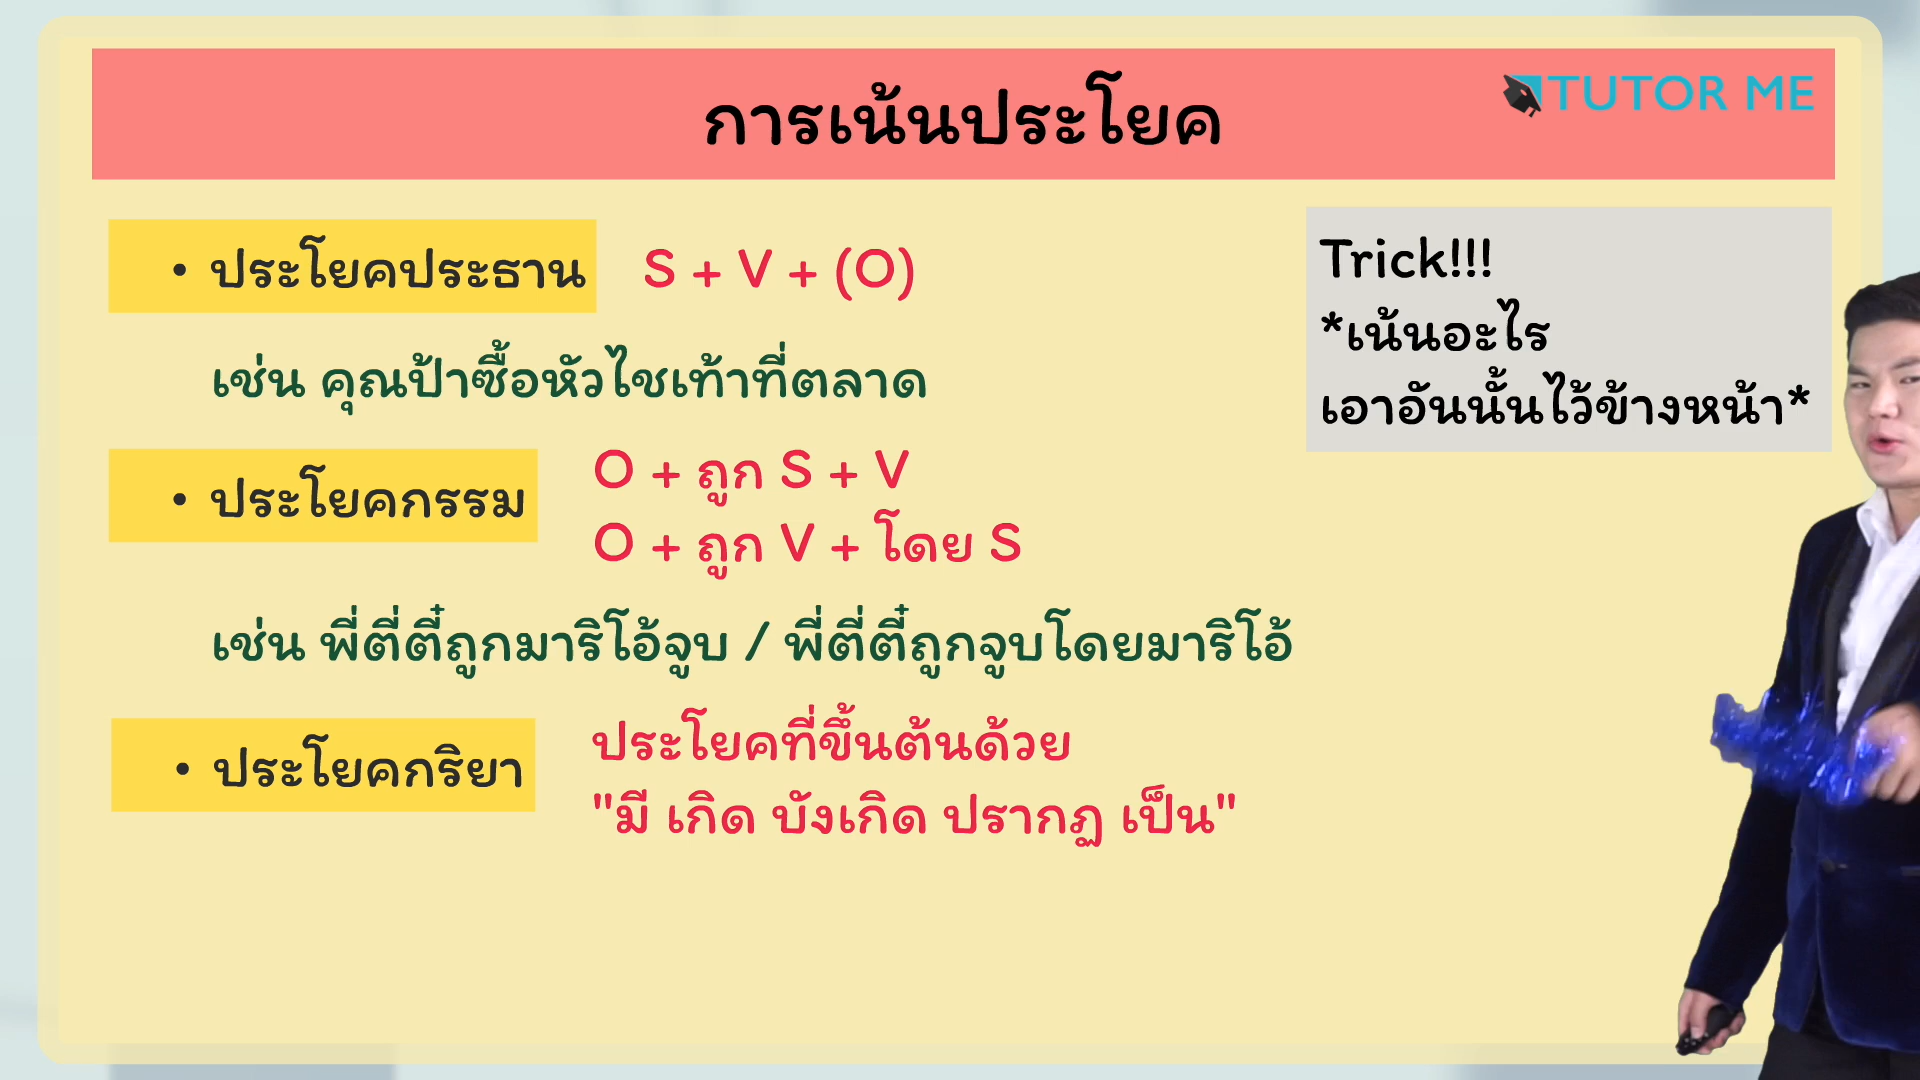 การเน้นประโยค
TUTOR ME
• ประโยคประธาน S + V + (O)
เช่น คุณป้าซื้อหัวไชเท้าที่ตลาด
• ประโยคกรรม
O + ถูก S + V
O + ถูก V + โดย S
เช่น พี่ตี่ตี๋ถูกมาริโอ้จูบ / พี่ตี่ตี๋ถูกจูบโดยมาริโอ้
• ประโยคกริยา
ประโยคที่ขึ้นต้นด้วย
"มี เกิด บังเกิด ปรากฏ เป็น"
Trick!!!
*เน้นอะไร
เอาอันนั้นไว้ข้างหน้า*